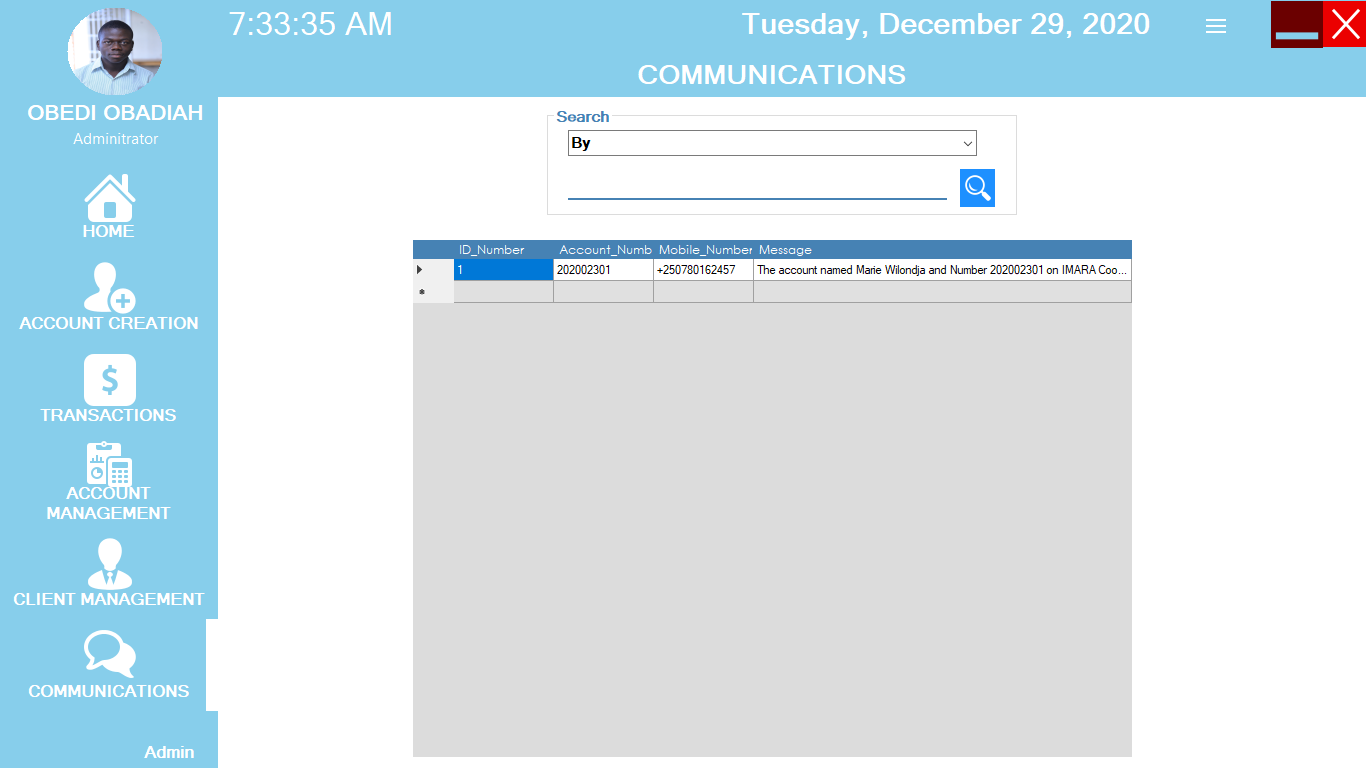 7:33:35 AM
Tuesday, December 29, 2020
COMMUNICATIONS
OBEDI OBADIAH
Adminitrator
HOME
ACCOUNT CREATION
$
TRANSACTIONS
ACCOUNT
MANAGEMENT
CLIENT MANAGEMENT
COMMUNICATIONS
Admin
Search
By
ID_Number Account_Numb Mobile_Number Message
1 202002301 +250780162457 The account named Marie Wilondja and Number 202002301 on IMARA Coo...
*